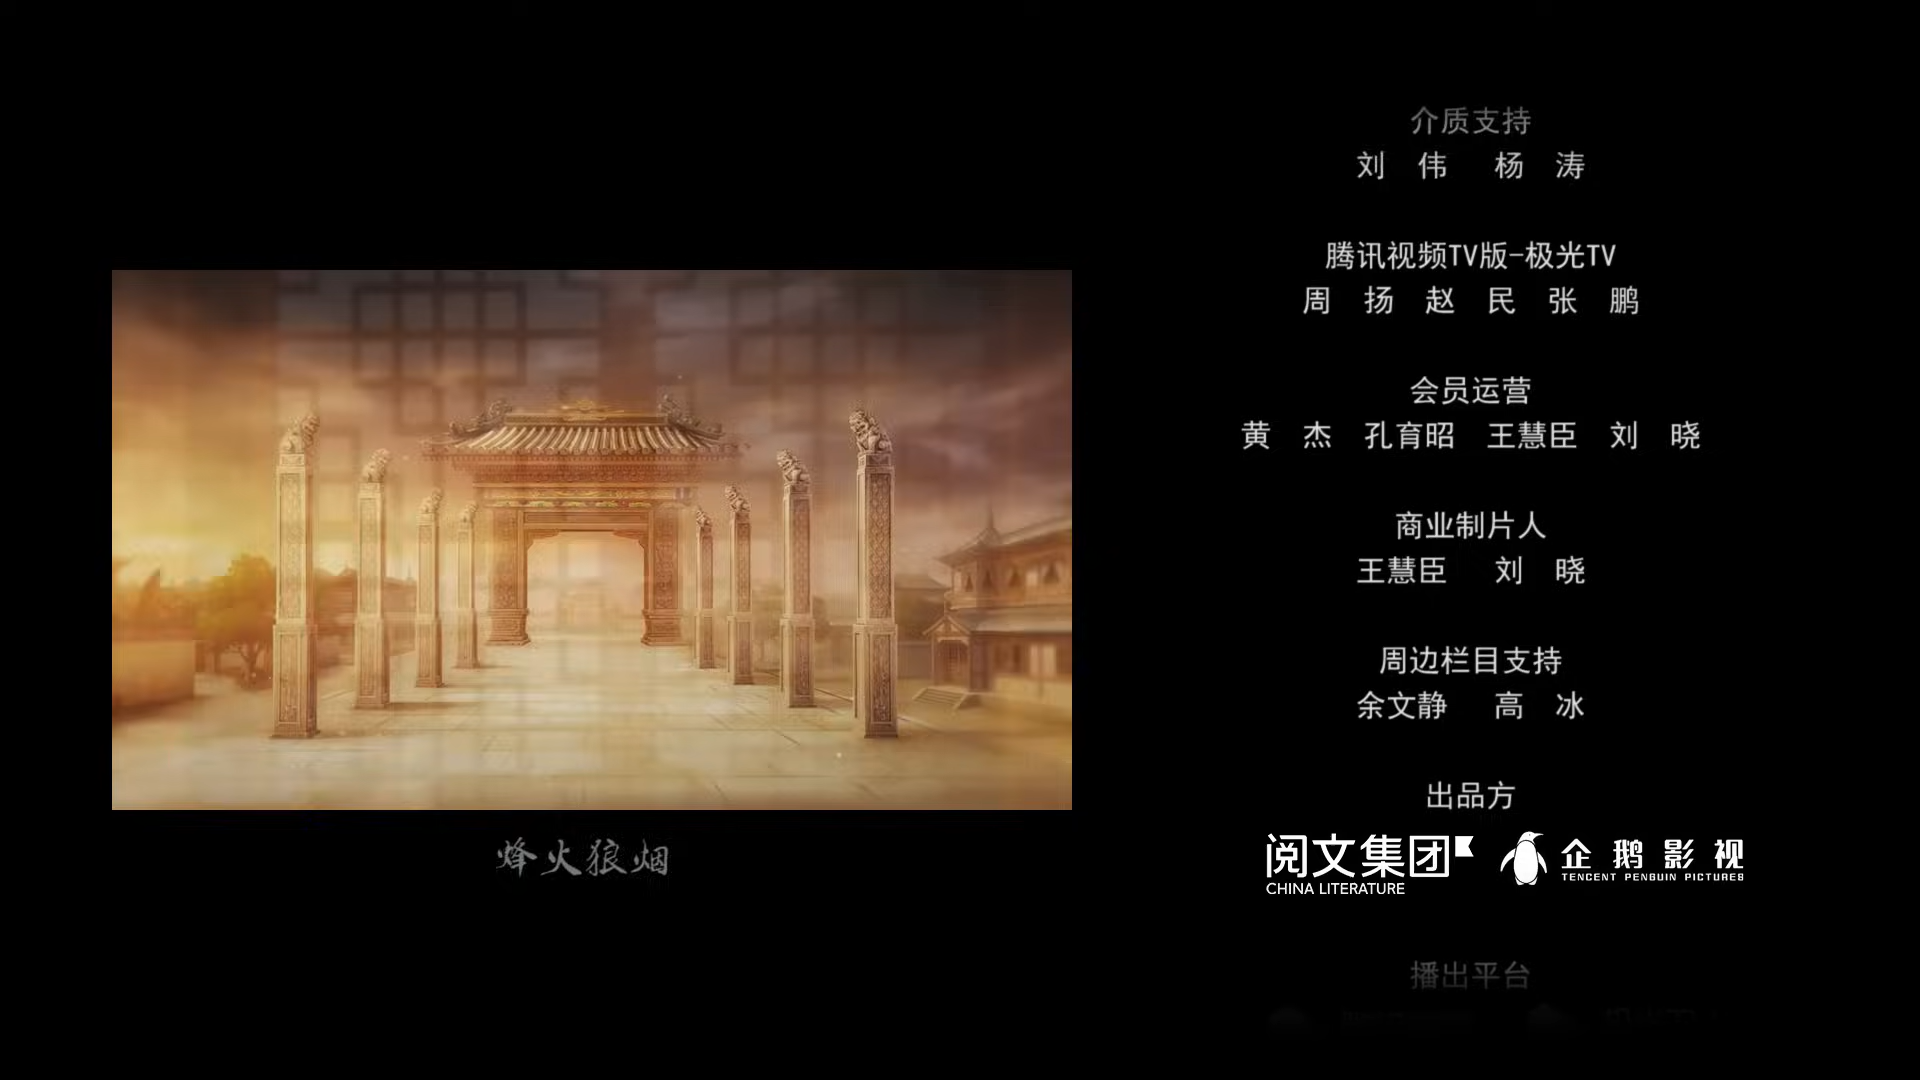 介质支持
刘 伟 杨 涛
腾讯视频TV版-极光TV
周 扬 赵 民 张 鹏
会员运营
黄 杰 孔育昭 王慧臣 刘 晓
商业制片人
王慧臣 刘 晓
周边栏目支持
余文静 高 冰
出品方
阅文集团 企鹅影视
CHINA LITERATURE TENCENT PENGUIN PICTURES
播出平台
烽火狼烟